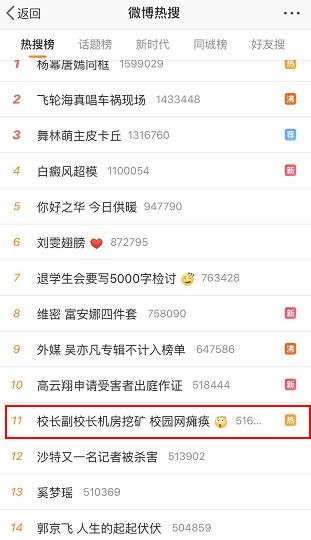 返回
微博热搜
热搜榜 话题榜 新时代 同城榜 好友搜
1 杨幂唐嫣同框 1599029 热
2 飞轮海真唱车祸现场 1433448 沸
3 舞林萌主皮卡丘 1316760 荐
4 白癜风超模 1100054 新
5 你好之华 今日供暖 947790
6 刘雯翅膀 872795
7 退学生会要写5000字检讨 763428
8 维密 富安娜四件套 758090 新
9 外媒 吴亦凡专辑不计入榜单 647586 沸
10 高云翔申请受害者出庭作证 518444 新
11 校长副校长机房挖矿 校园网瘫痪 516... 热
12 沙特又一名记者被杀害 513902
13 奚梦瑶 510369
14 郭京飞 人生的起起伏伏 504859